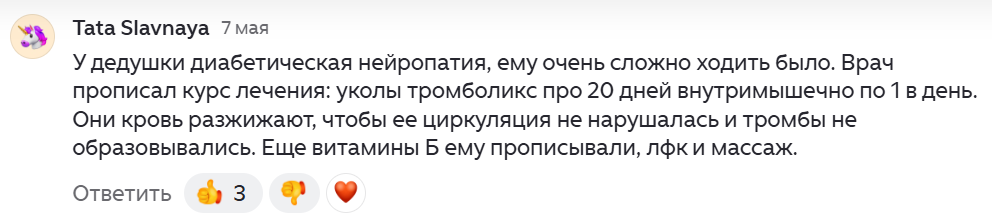 Tata Slavnaya 7 мая
У дедушки диабетическая нейропатия, ему очень сложно ходить было. Врач
прописал курс лечения: уколы тромболикс про 20 дней внутримышечно по 1 в день.
Они кровь разжижают, чтобы ее циркуляция не нарушалась и тромбы не
образовывались. Еще витамины Б ему прописывали, лфк и массаж.
Ответить 👍 3 👎 ❤️